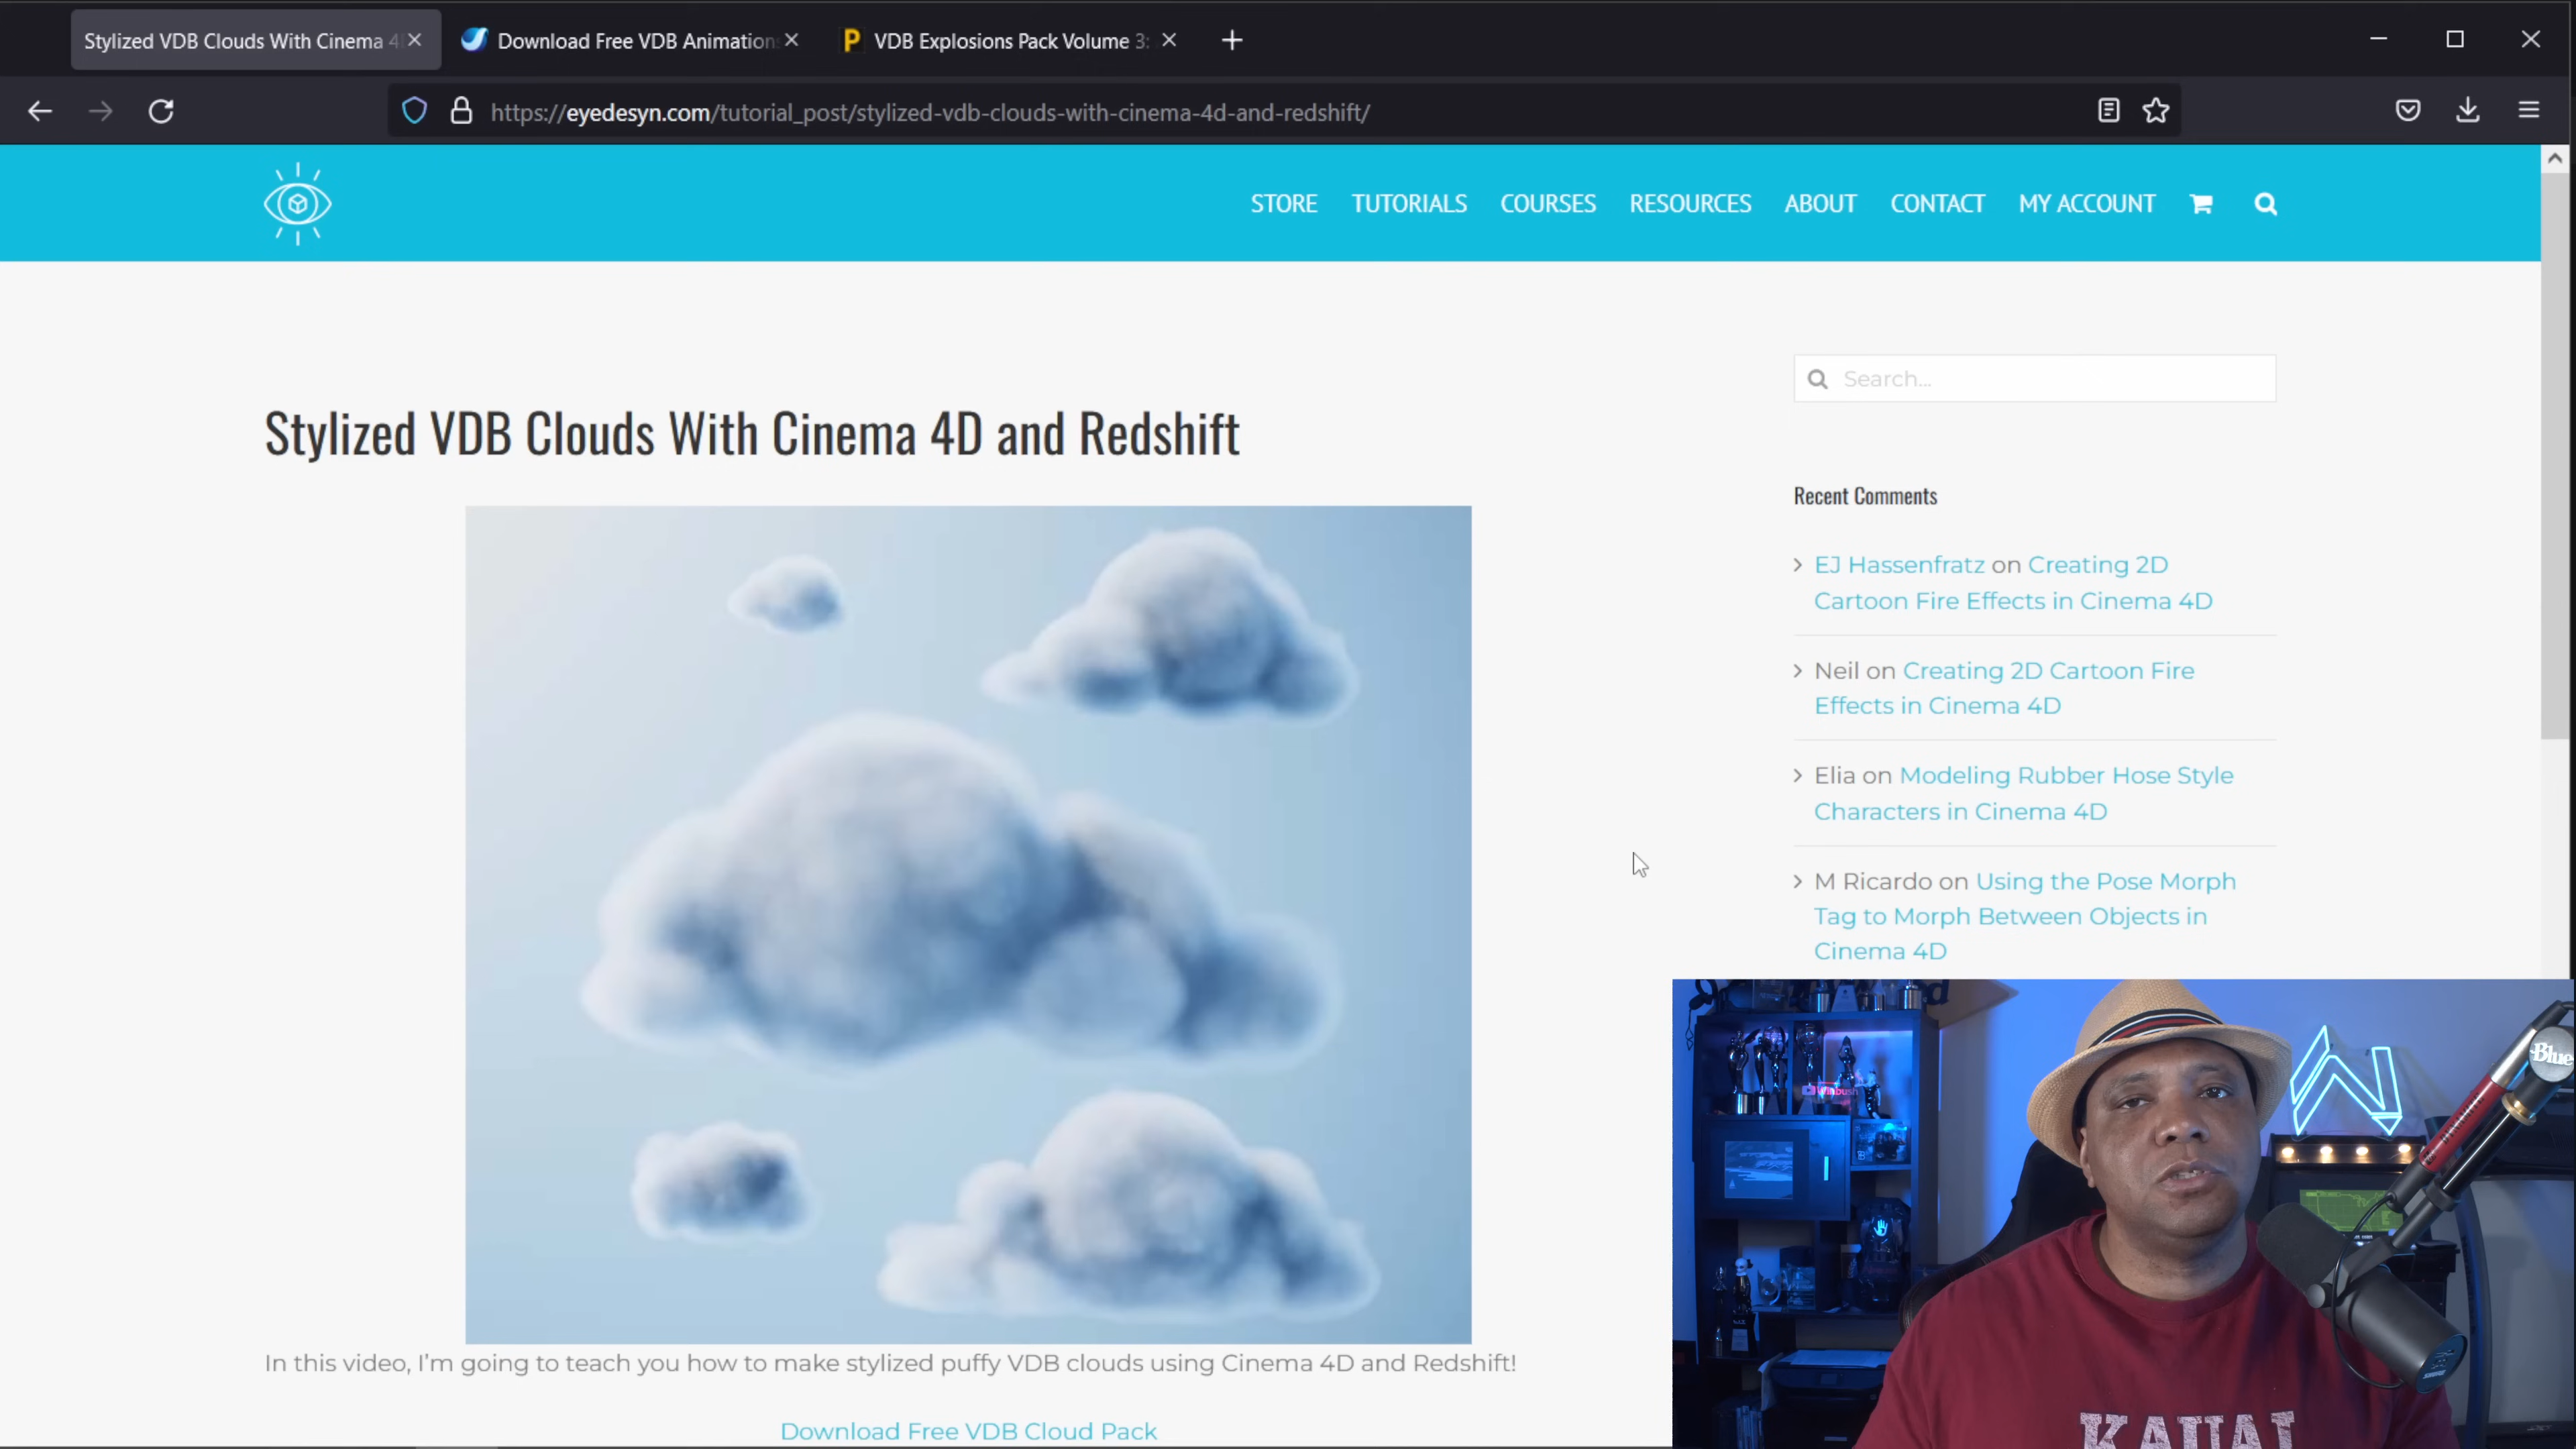 Stylized VDB Clouds With Cinema 4
Download Free VDB Animation
VDB Explosions Pack Volume 3:
https://eyedesyn.com/tutorial_post/stylized-vdb-clouds-with-cinema-4d-and-redshift/
STORE TUTORIALS COURSES RESOURCES ABOUT CONTACT MY ACCOUNT
Stylized VDB Clouds With Cinema 4D and Redshift
Search...
Recent Comments
EJ Hassenfratz on Creating 2D
Cartoon Fire Effects in Cinema 4D
Neil on Creating 2D Cartoon Fire
Effects in Cinema 4D
Elia on Modeling Rubber Hose Style
Characters in Cinema 4D
M Ricardo on Using the Pose Morph
Tag to Morph Between Objects in
Cinema 4D
In this video, I'm going to teach you how to make stylized puffy VDB clouds using Cinema 4D and Redshift!
Download Free VDB Cloud Pack
Winbush
Blue
SHURE
KAUAI